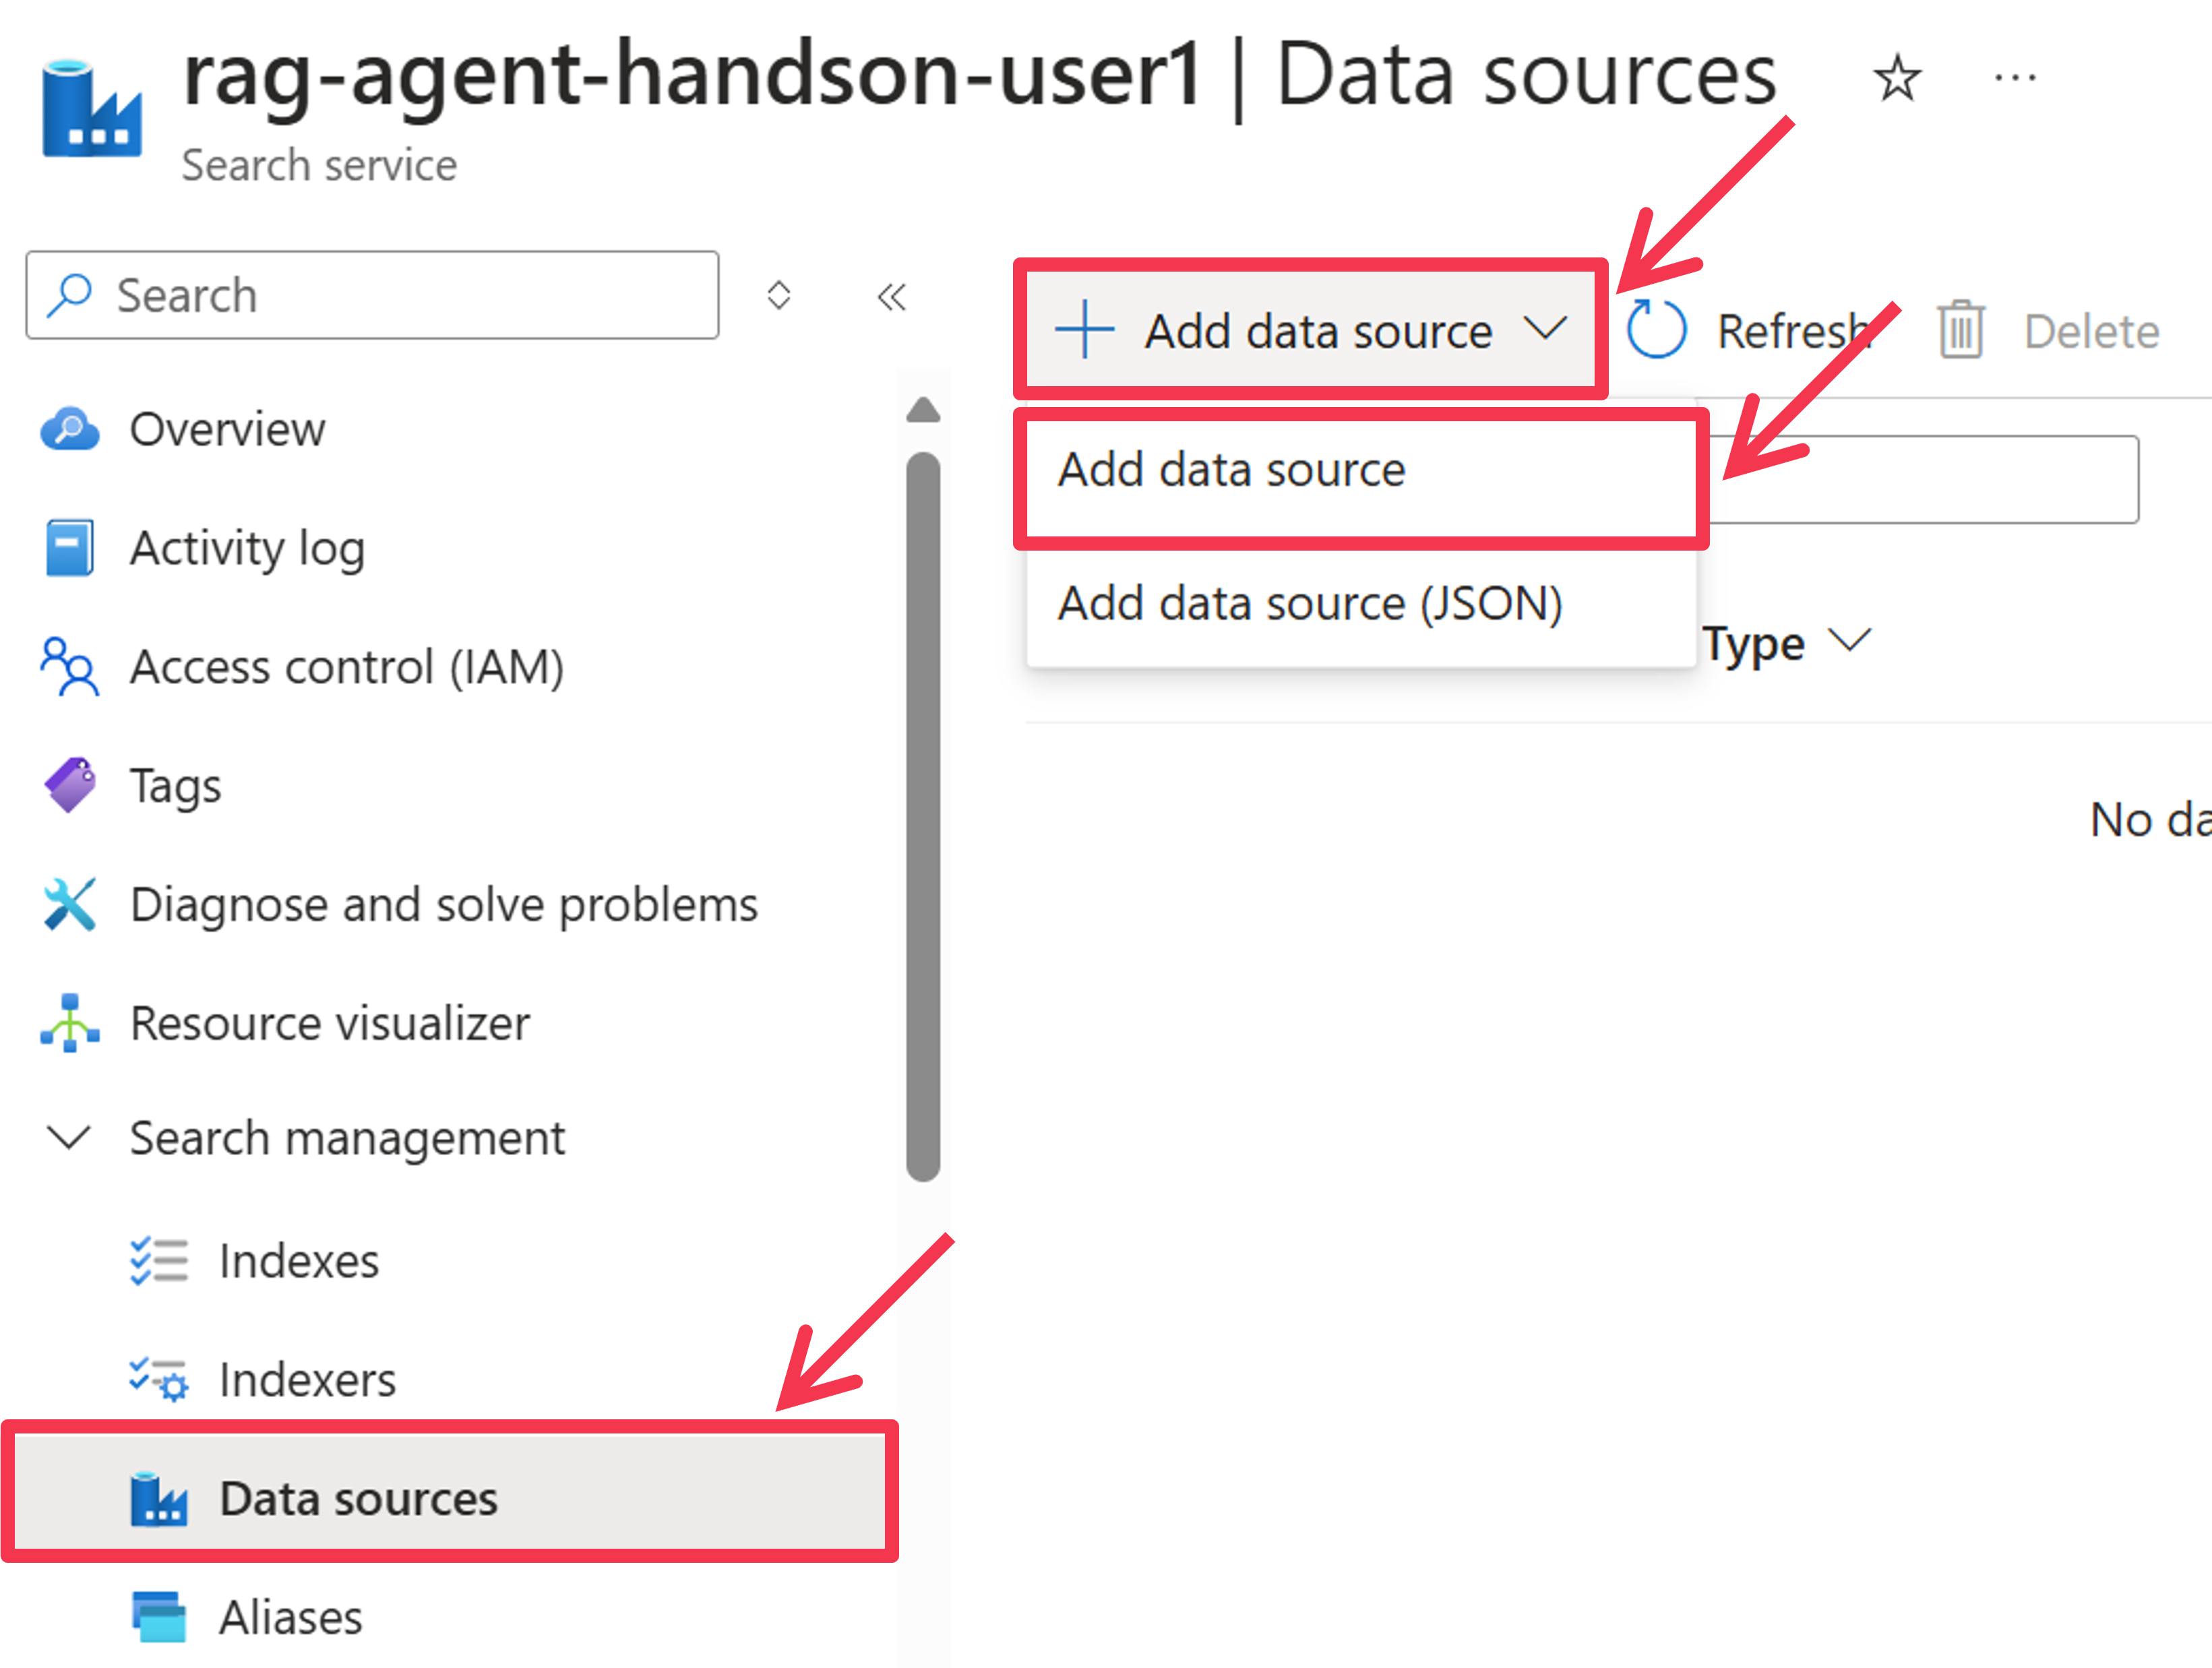 rag-agent-handson-user1 | Data sources
Search service
Search
Overview
Activity log
Access control (IAM)
Tags
Diagnose and solve problems
Resource visualizer
Search management
Indexes
Indexers
Data sources
Aliases
Add data source
Refresh
Delete
Add data source
Add data source (JSON)
Type
No da